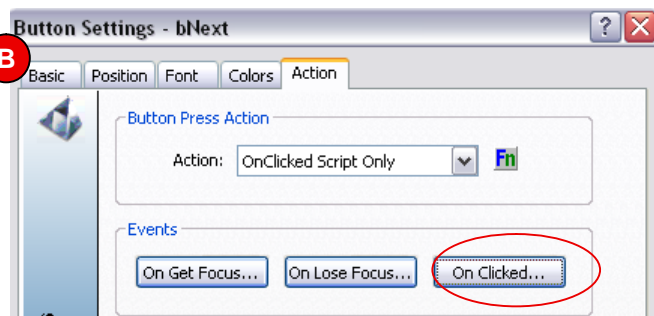 Button Settings - bNext
?
B
Basic Position Font Colors Action
Button Press Action
Action: OnClicked Script Only Fn
Events
On Get Focus... On Lose Focus... On Clicked...